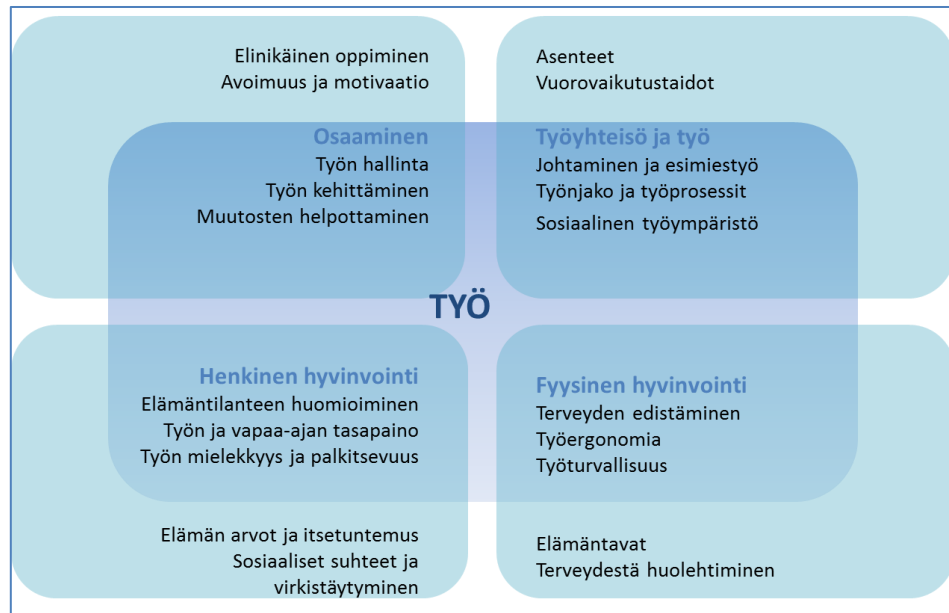 Elinikäinen oppiminen
Avoimuus ja motivaatio
Osaaminen
Työn hallinta
Työn kehittäminen
Muutosten helpottaminen
Asenteet
Vuorovaikutustaidot
Työyhteisö ja työ
Johtaminen ja esimiestyö
Työnjako ja työprosessit
Sosiaalinen työympäristö
TYÖ
Henkinen hyvinvointi
Elämäntilanteen huomioiminen
Työn ja vapaa-ajan tasapaino
Työn mielekkyys ja palkitsevuus
Elämän arvot ja itsetuntemus
Sosiaaliset suhteet ja
virkistäytyminen
Fyysinen hyvinvointi
Terveyden edistäminen
Työergonomia
Työturvallisuus
Elämäntavat
Terveydestä huolehtiminen